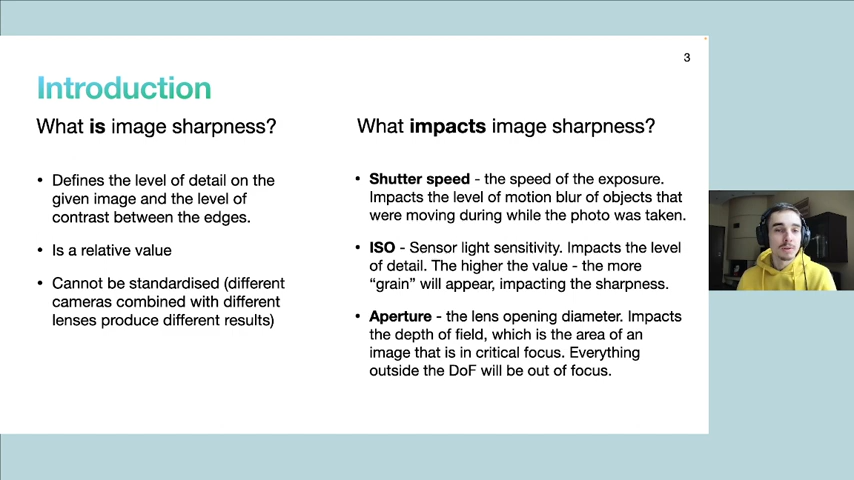 3
Introduction
What is image sharpness?
• Defines the level of detail on the
given image and the level of
contrast between the edges.
• Is a relative value
• Cannot be standardised (different
cameras combined with different
lenses produce different results)
What impacts image sharpness?
• Shutter speed - the speed of the exposure.
Impacts the level of motion blur of objects that
were moving during while the photo was taken.
• ISO - Sensor light sensitivity. Impacts the level
of detail. The higher the value - the more
“grain” will appear, impacting the sharpness.
• Aperture - the lens opening diameter. Impacts
the depth of field, which is the area of an
image that is in critical focus. Everything
outside the DoF will be out of focus.